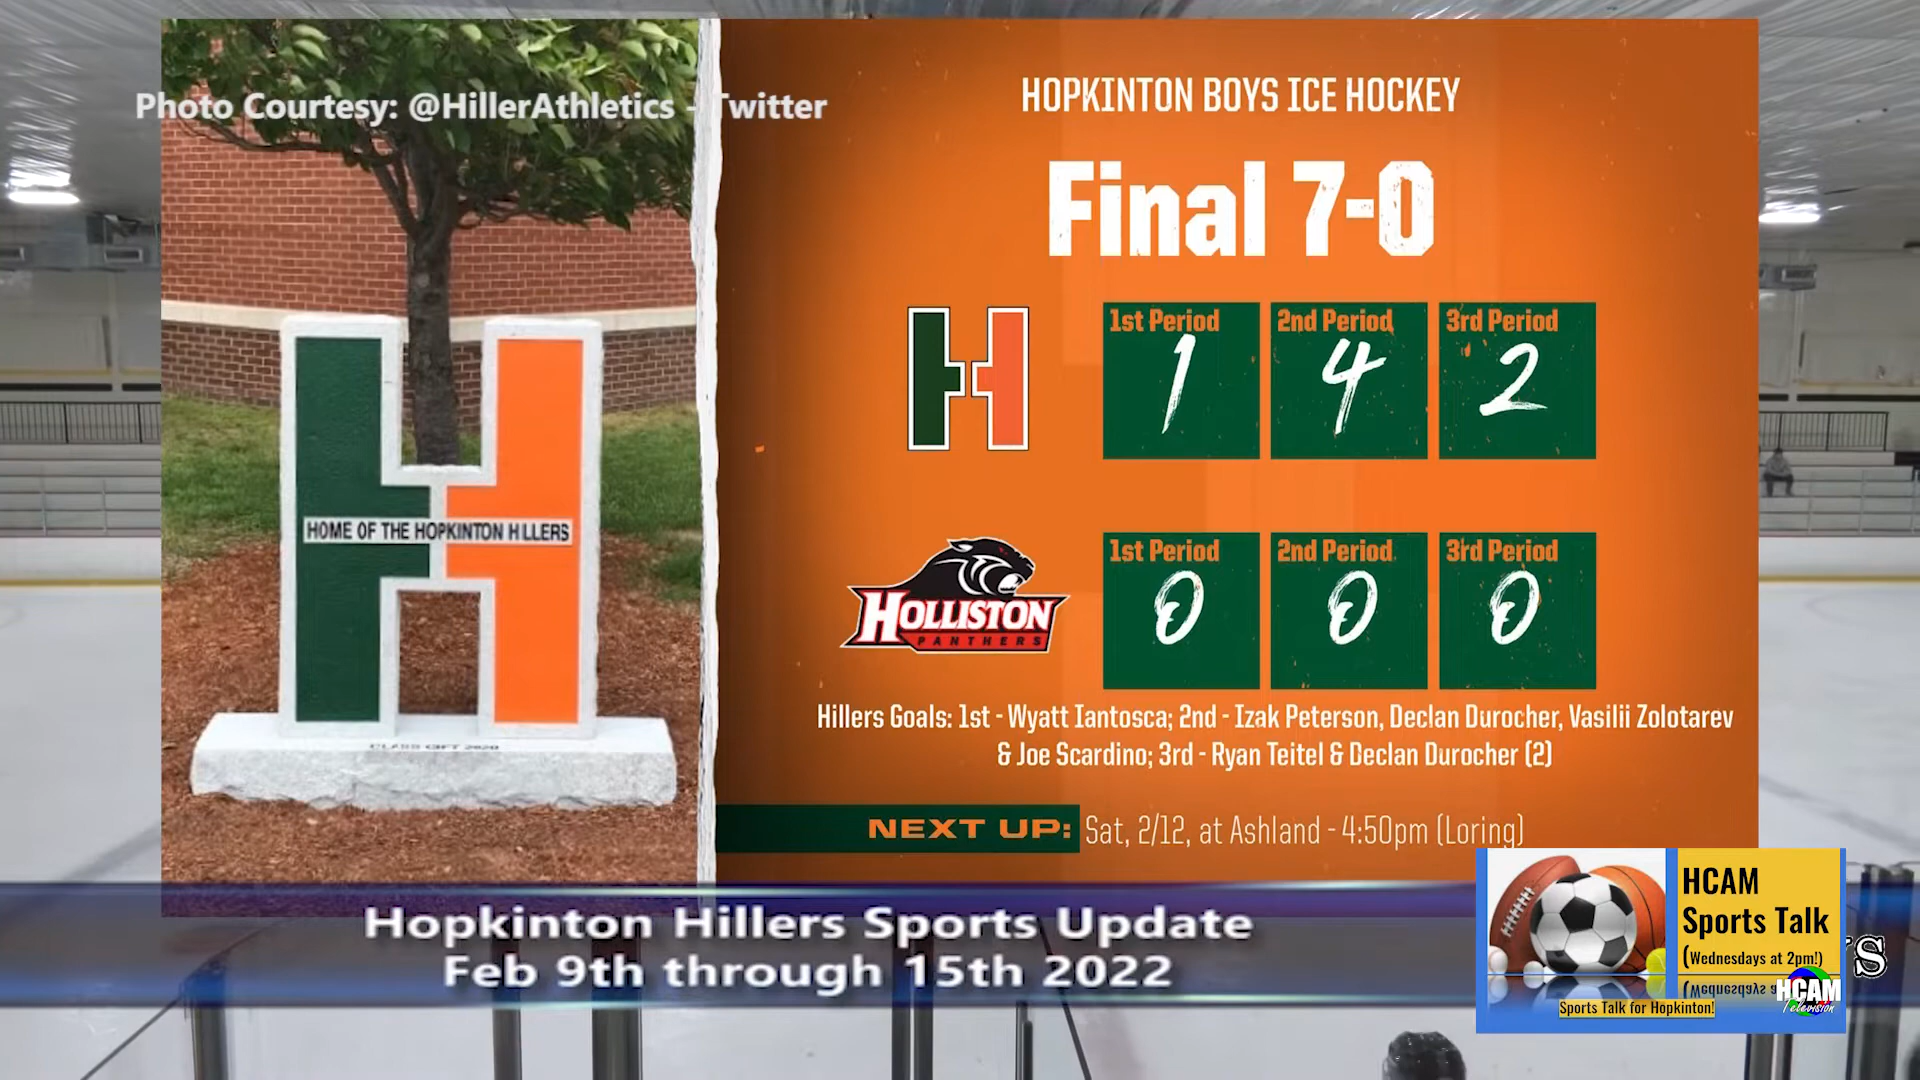 Photo Courtesy: @HillerAthletics - Twitter
HOPKINTON BOYS ICE HOCKEY
Final 7-0
1st Period
2nd Period
3rd Period
1
4
2
HOME OF THE HOPKINTON HILLERS
CLASS GIFT 2020
1st Period
2nd Period
3rd Period
0
0
0
HOLLISTON
PANTHERS
Hillers Goals: 1st - Wyatt Iantosca; 2nd - Izak Peterson, Declan Durocher, Vasilii Zolotarev
& Joe Scardino; 3rd - Ryan Teitel & Declan Durocher (2)
NEXT UP: Sat, 2/12, at Ashland - 4:50pm (Loring)
Hopkinton Hillers Sports Update
Feb 9th through 15th 2022
HCAM
Sports Talk
(Wednesdays at 2pm!)
Sports Talk for Hopkinton!
HCAM
Television